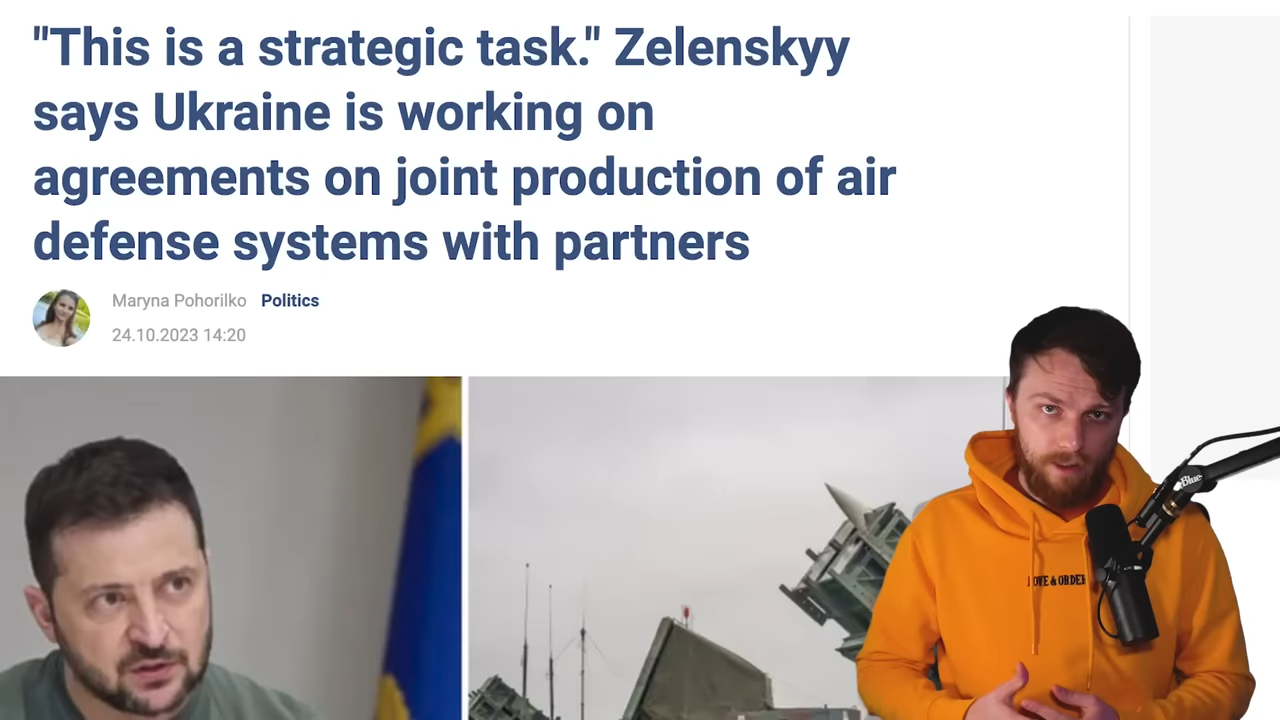 "This is a strategic task." Zelenskyy
says Ukraine is working on
agreements on joint production of air
defense systems with partners
Maryna Pohorilko Politics
24.10.2023 14:20
LOVE & ORDER
Blue